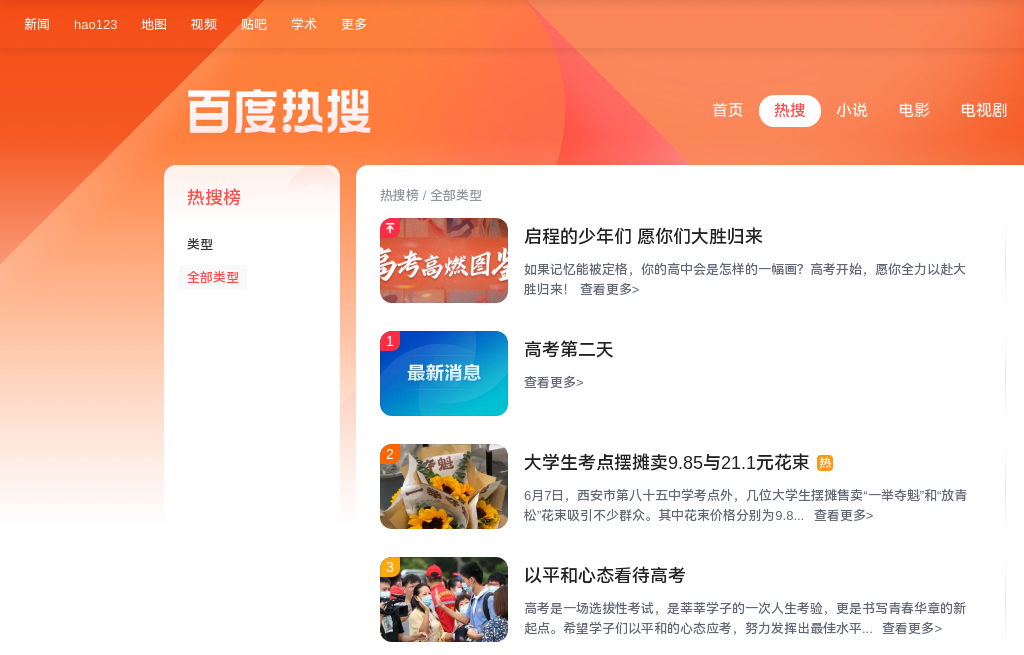 新闻 hao123 地图 视频 贴吧 学术 更多
百度热搜
首页 热搜 小说 电影 电视剧
热搜榜
类型
全部类型
热搜榜 / 全部类型
高考高燃图鉴
启程的少年们 愿你们大胜归来
如果记忆能被定格，你的高中会是怎样的一幅画？高考开始，愿你全力以赴大
胜归来！ 查看更多>
1
最新消息
高考第二天
查看更多>
2
大学生考点摆摊卖9.85与21.1元花束 热
6月7日，西安市第八十五中学考点外，几位大学生摆摊售卖“一举夺魁”和“放青
松”花束吸引不少群众。其中花束价格分别为9.8... 查看更多>
3
以平和心态看待高考
高考是一场选拔性考试，是莘莘学子的一次人生考验，更是书写青春华章的新
起点。希望学子们以平和的心态应考，努力发挥出最佳水平... 查看更多>